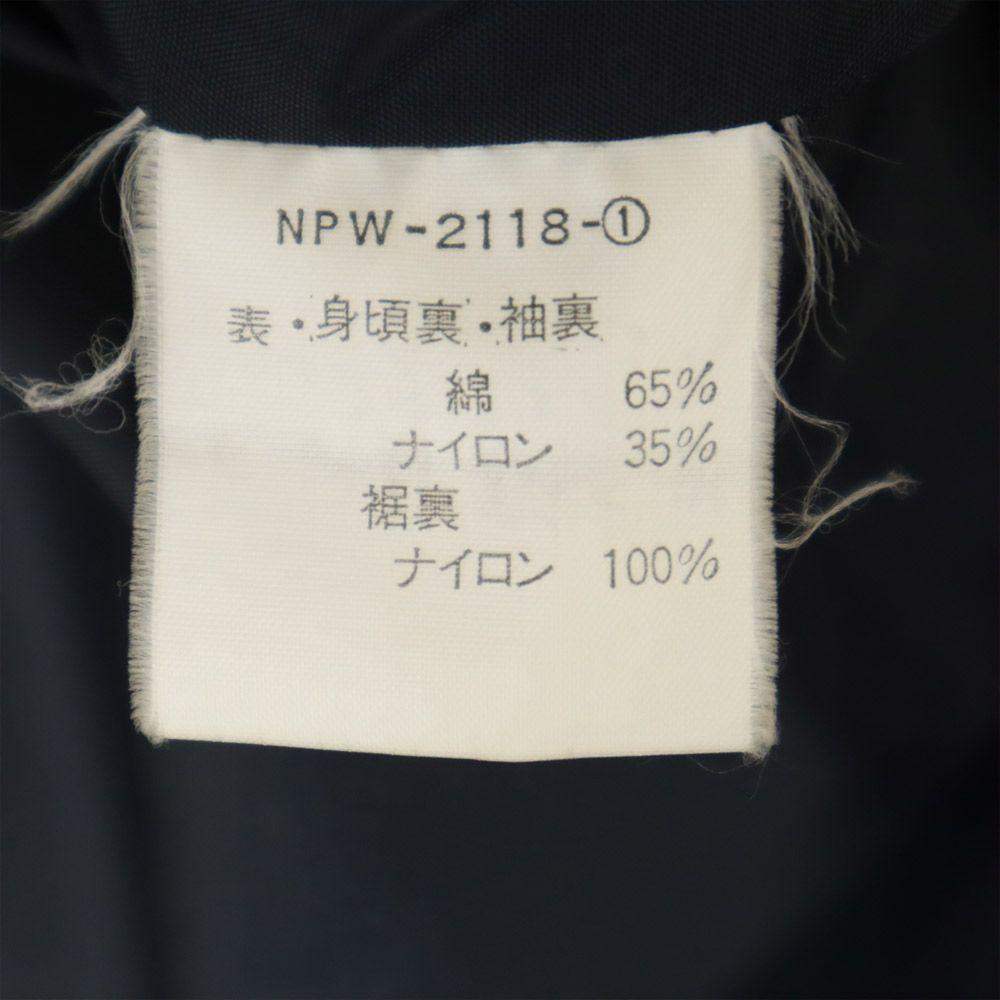 NPW-2118-①
表・身頃裏・袖裏
綿 65%
ナイロン 35%
裾裏
ナイロン 100%